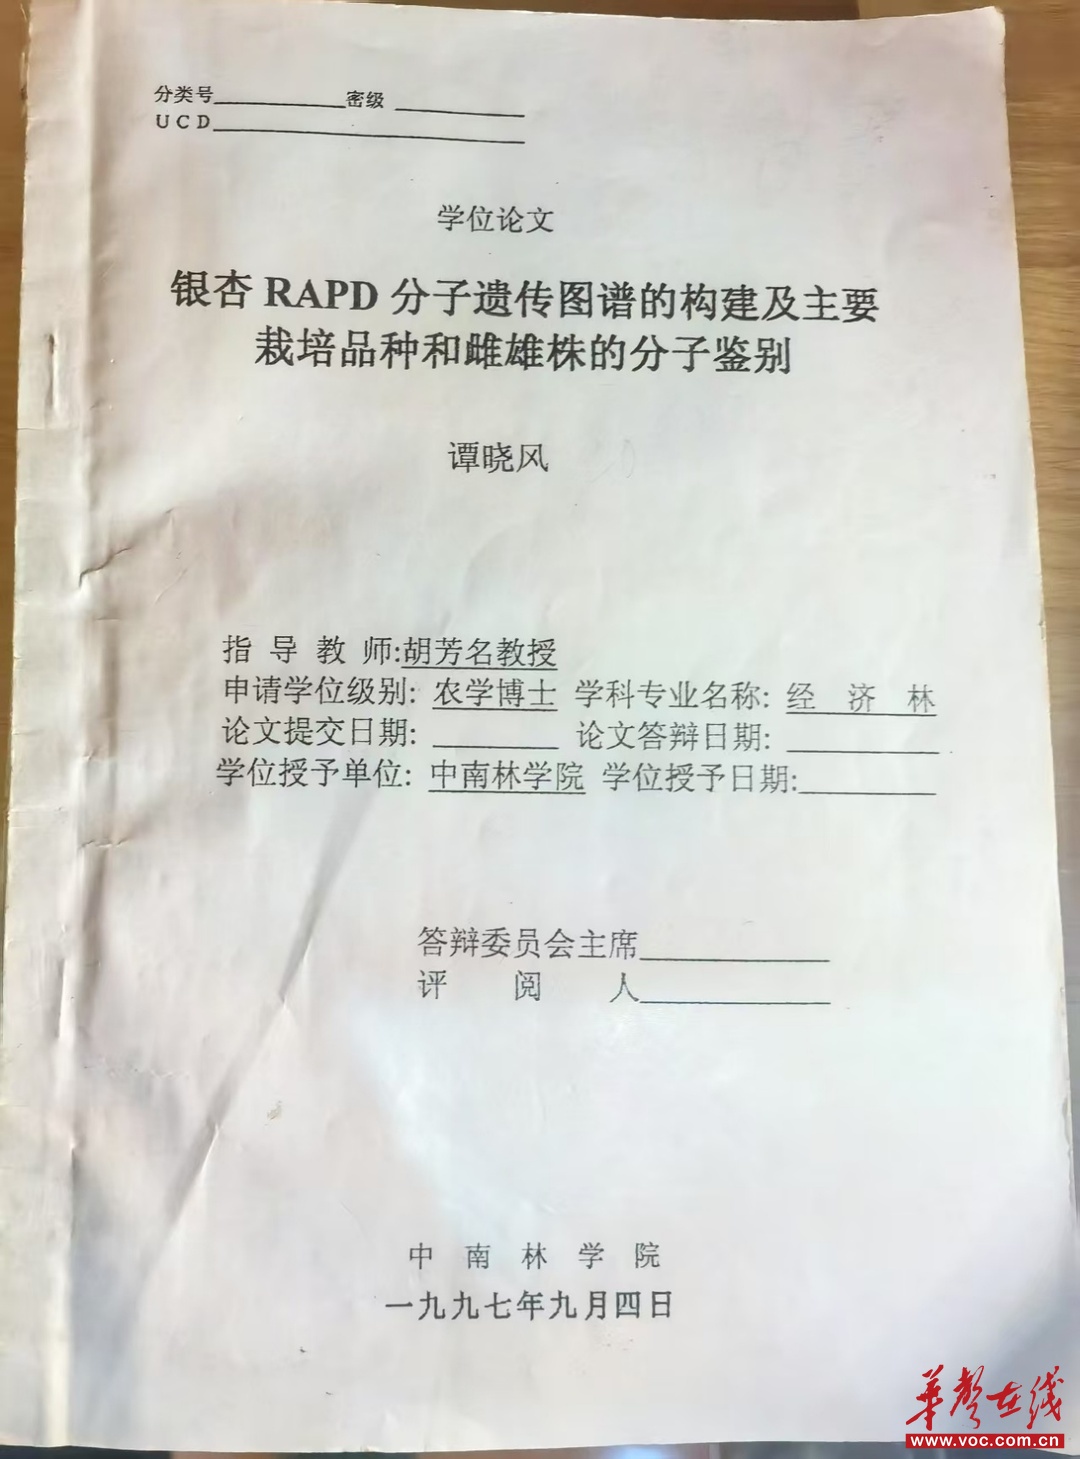 分类号 密级
UCD
学位论文
银杏 RAPD 分子遗传图谱的构建及主要
栽培品种和雌雄株的分子鉴别
谭晓风
指 导 教 师:胡芳名教授
申请学位级别: 农学博士 学科专业名称: 经 济 林
论文提交日期: 论文答辩日期:
学位授予单位: 中南林学院 学位授予日期:
答辩委员会主席
评 阅 人
中 南 林 学 院
一九九七年九月四日
华声在线
www.voc.com.cn